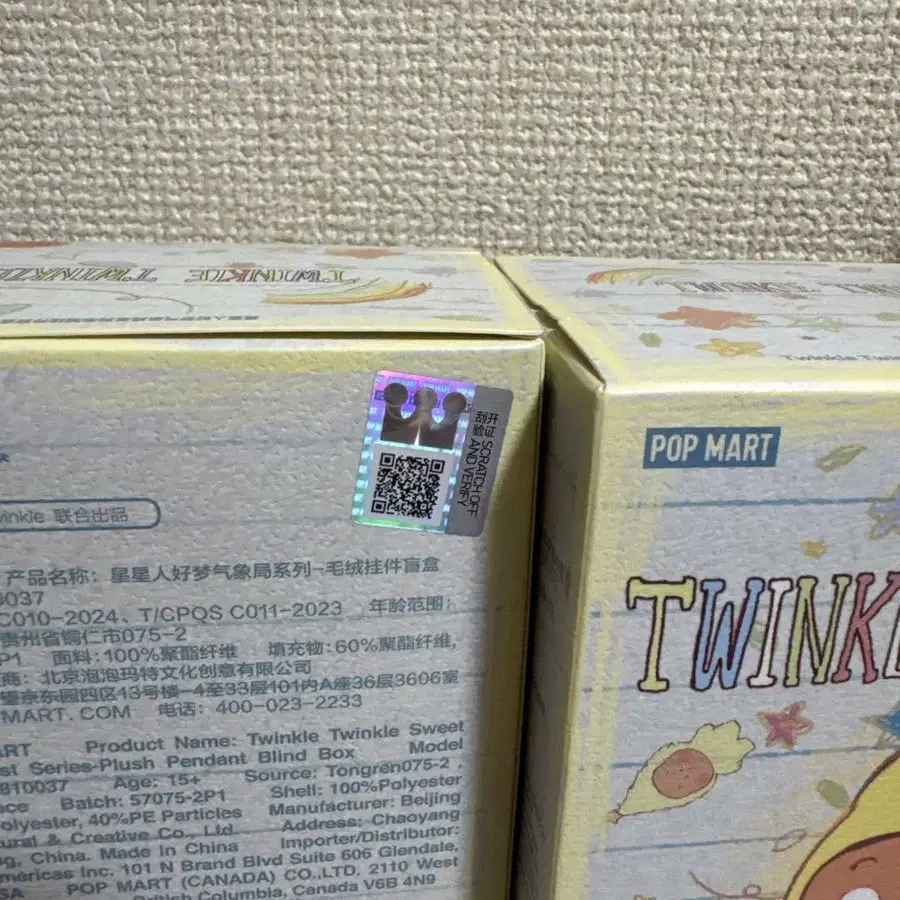 TWINKLE TWINKLE
Twinkle Twin
POP MART
TWINK
刮开
验证
SCRATCH OFF
AND VERIFY
inkle 联合出品
产品名称: 星星人好梦气象局系列-毛绒挂件盲盒
0037
C010-2024、T/CPQS C011-2023 年龄范围:
贵州省铜仁市075-2
P1 面料:100%聚酯纤维 填充物:60%聚酯纤维,
商: 北京泡泡玛特文化创意有限公司
望京东园四区13号楼-4至33层101内A座36层3606室
MART. COM 电话: 400-023-2233
ART Product Name: Twinkle Twinkle Sweet
st Series-Plush Pendant Blind Box Model
810037 Age: 15+ Source: Tongren075-2 .
ce Batch: 57075-2P1 Shell: 100%Polyester
olyester, 40%PE Particles Manufacturer: Beijing
ural & Creative Co., Ltd. Address: Chaoyang
g, China. Made in China Importer/Distributor:
mericas Inc. 101 N Brand Blvd Suite 606 Glendale,
SA POP MART (CANADA) CO.,LTD. 2110 West
British Columbia, Canada V6B 4N9